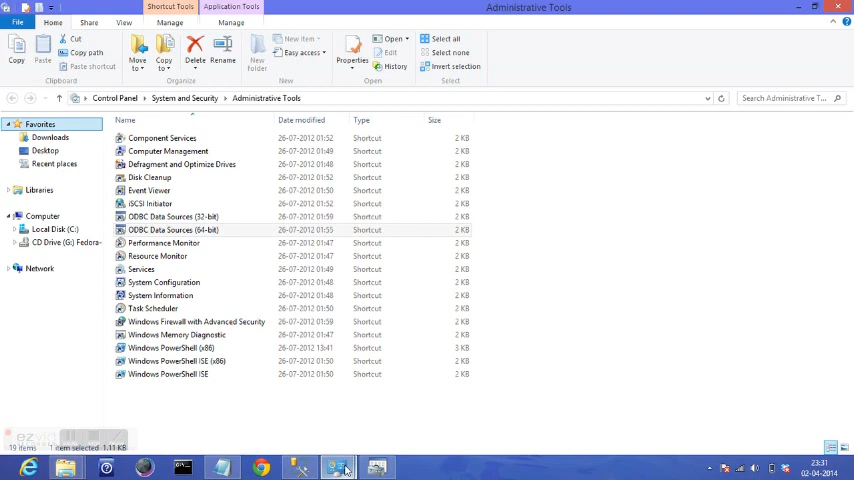 Shortcut Tools
Application Tools
Administrative Tools
File
Home
Share
View
Manage
Manage
Copy
Paste
Cut
Copy path
Paste shortcut
Clipboard
Move to
Copy to
Delete
Rename
Organize
New folder
New item
Easy access
New
Properties
Open
Edit
History
Open
Select all
Select none
Invert selection
Select
Control Panel
System and Security
Administrative Tools
Search Administrative T...
Favorites
Downloads
Desktop
Recent places
Libraries
Computer
Local Disk (C:)
CD Drive (G:) Fedora-
Network
Name Date modified Type Size
Component Services 26-07-2012 01:52 Shortcut 2 KB
Computer Management 26-07-2012 01:48 Shortcut 2 KB
Defragment and Optimize Drives 26-07-2012 01:48 Shortcut 2 KB
Disk Cleanup 26-07-2012 01:52 Shortcut 2 KB
Event Viewer 26-07-2012 01:50 Shortcut 2 KB
iSCSI Initiator 26-07-2012 01:52 Shortcut 2 KB
ODBC Data Sources (32-bit) 26-07-2012 01:59 Shortcut 2 KB
ODBC Data Sources (64-bit) 26-07-2012 01:55 Shortcut 2 KB
Performance Monitor 26-07-2012 01:47 Shortcut 2 KB
Resource Monitor 26-07-2012 01:47 Shortcut 2 KB
Services 26-07-2012 01:49 Shortcut 2 KB
System Configuration 26-07-2012 01:48 Shortcut 2 KB
System Information 26-07-2012 01:48 Shortcut 2 KB
Task Scheduler 26-07-2012 01:50 Shortcut 2 KB
Windows Firewall with Advanced Security 26-07-2012 01:59 Shortcut 2 KB
Windows Memory Diagnostic 26-07-2012 01:47 Shortcut 2 KB
Windows PowerShell (x86) 26-07-2012 13:41 Shortcut 3 KB
Windows PowerShell ISE (x86) 26-07-2012 01:50 Shortcut 2 KB
Windows PowerShell ISE 26-07-2012 01:50 Shortcut 2 KB
19 items 1 item selected 1.11 KB
23:31
02-04-2014